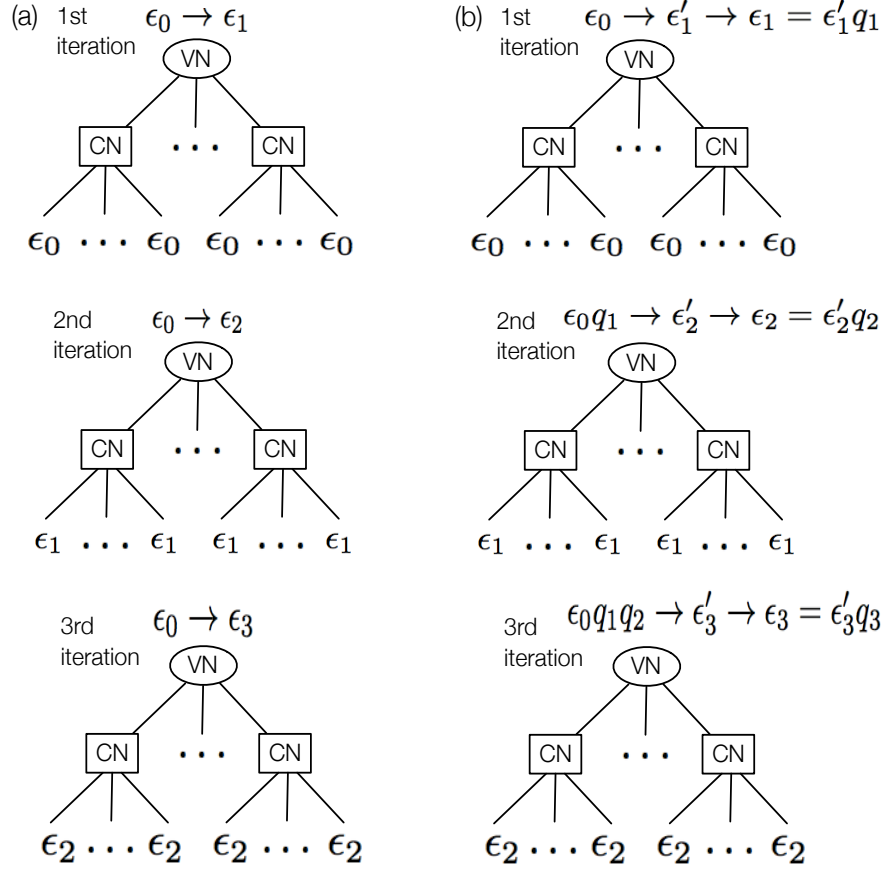 (a) 1st iteration ϵ₀ → ϵ₁
VN
CN · · · CN
ϵ₀ · · · ϵ₀ ϵ₀ · · · ϵ₀
2nd iteration ϵ₀ → ϵ₂
VN
CN · · · CN
ϵ₁ · · · ϵ₁ ϵ₁ · · · ϵ₁
3rd iteration ϵ₀ → ϵ₃
VN
CN · · · CN
ϵ₂ · · · ϵ₂ ϵ₂ · · · ϵ₂
(b) 1st iteration ϵ₀ → ϵ′₁ → ϵ₁ = ϵ′₁q₁
VN
CN · · · CN
ϵ₀ · · · ϵ₀ ϵ₀ · · · ϵ₀
2nd iteration ϵ₀q₁ → ϵ′₂ → ϵ₂ = ϵ′₂q₂
VN
CN · · · CN
ϵ₁ · · · ϵ₁ ϵ₁ · · · ϵ₁
3rd iteration ϵ₀q₁q₂ → ϵ′₃ → ϵ₃ = ϵ′₃q₃
VN
CN · · · CN
ϵ₂ · · · ϵ₂ ϵ₂ · · · ϵ₂